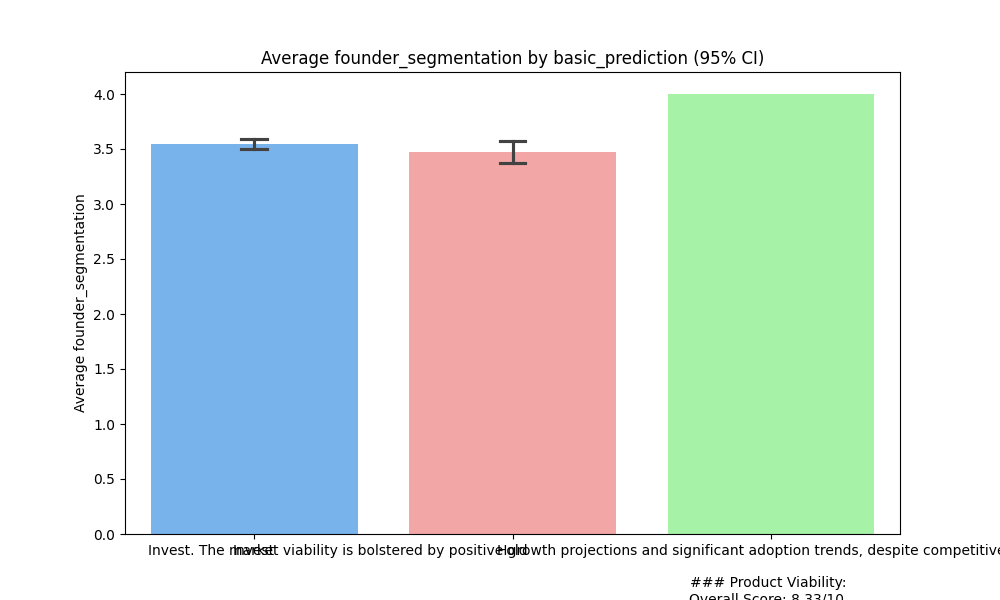 Average founder_segmentation by basic_prediction (95% CI)
Average founder_segmentation
4.0
3.5
3.0
2.5
2.0
1.5
1.0
0.5
0.0
Invest
Hold
Invest. The market viability is bolstered by positive growth projections and significant adoption trends, despite competitive
### Product Viability:
Overall Score: 8.33/10